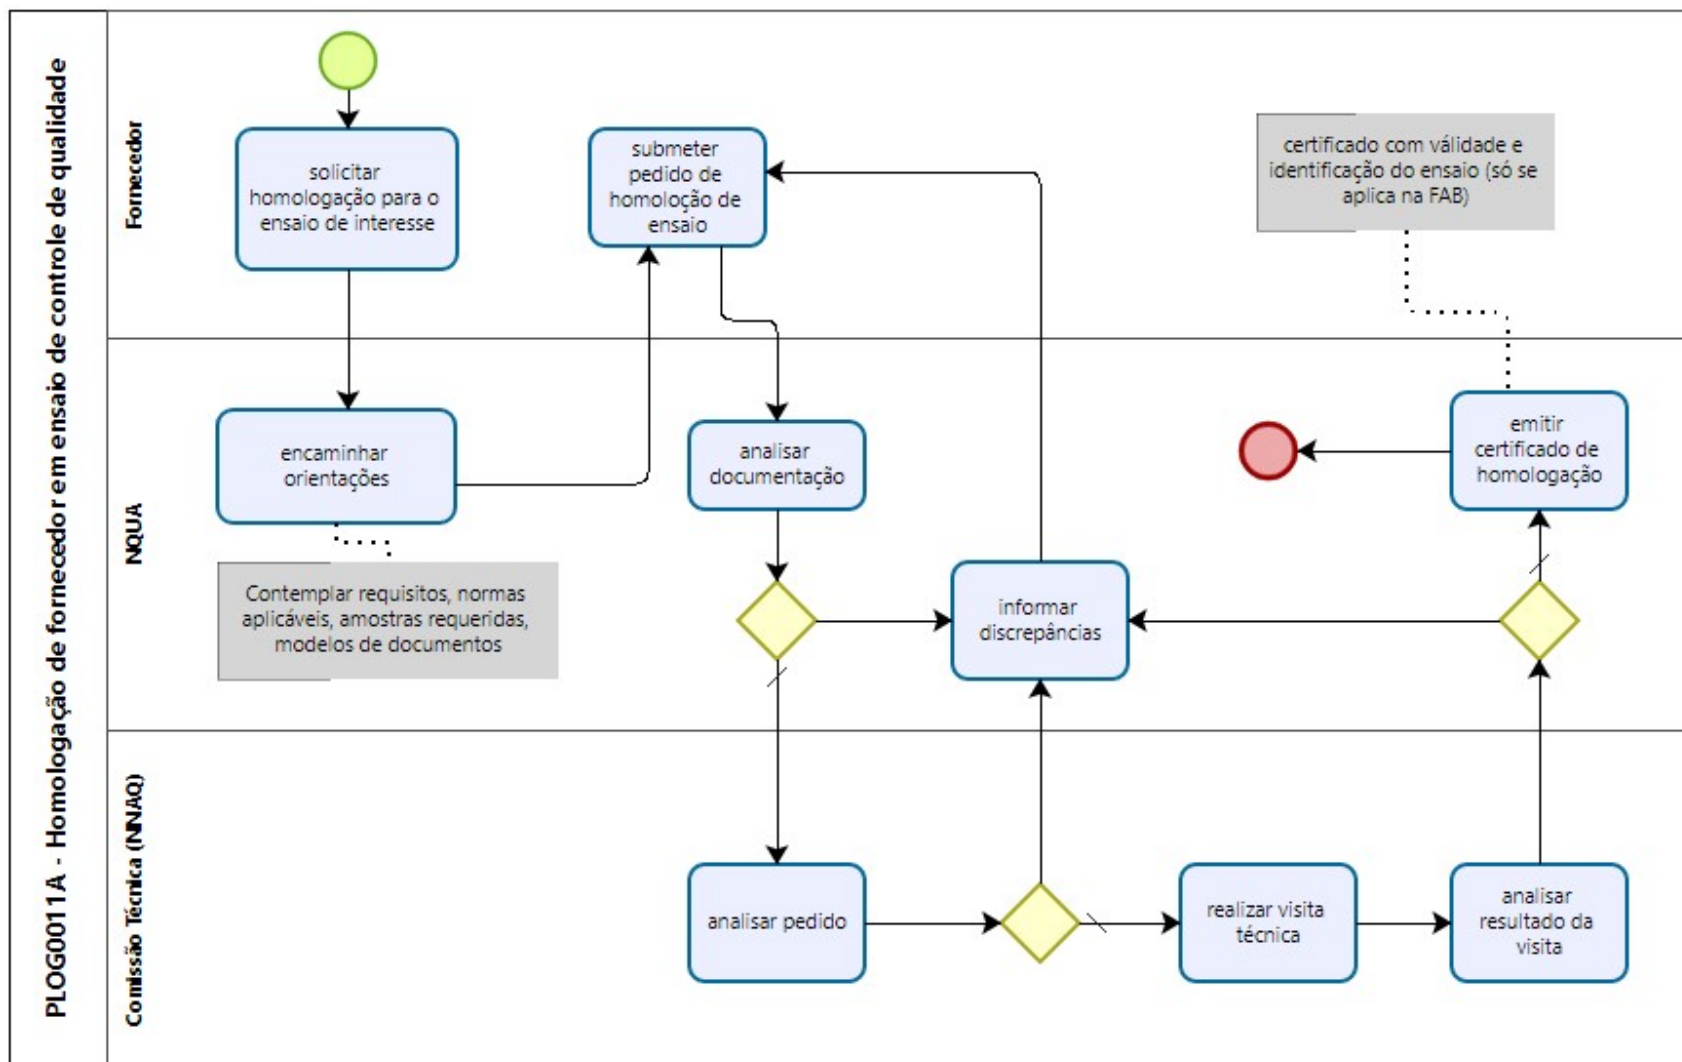 PLOG0011A - Homologação de fornecedor em ensaio de controle de qualidade
Fornecedor
solicitar
homologação para o
ensaio de interesse
submeter
pedido de
homoloção de
ensaio
certificado com válidade e
identificação do ensaio (só se
aplica na FAB)
NQUA
encaminhar
orientações
Contemplar requisitos, normas
aplicáveis, amostras requeridas,
modelos de documentos
analisar
documentação
informar
discrepâncias
emitir
certificado de
homologação
Comissão Técnica (NNAQ)
analisar pedido
realizar visita
técnica
analisar
resultado da
visita